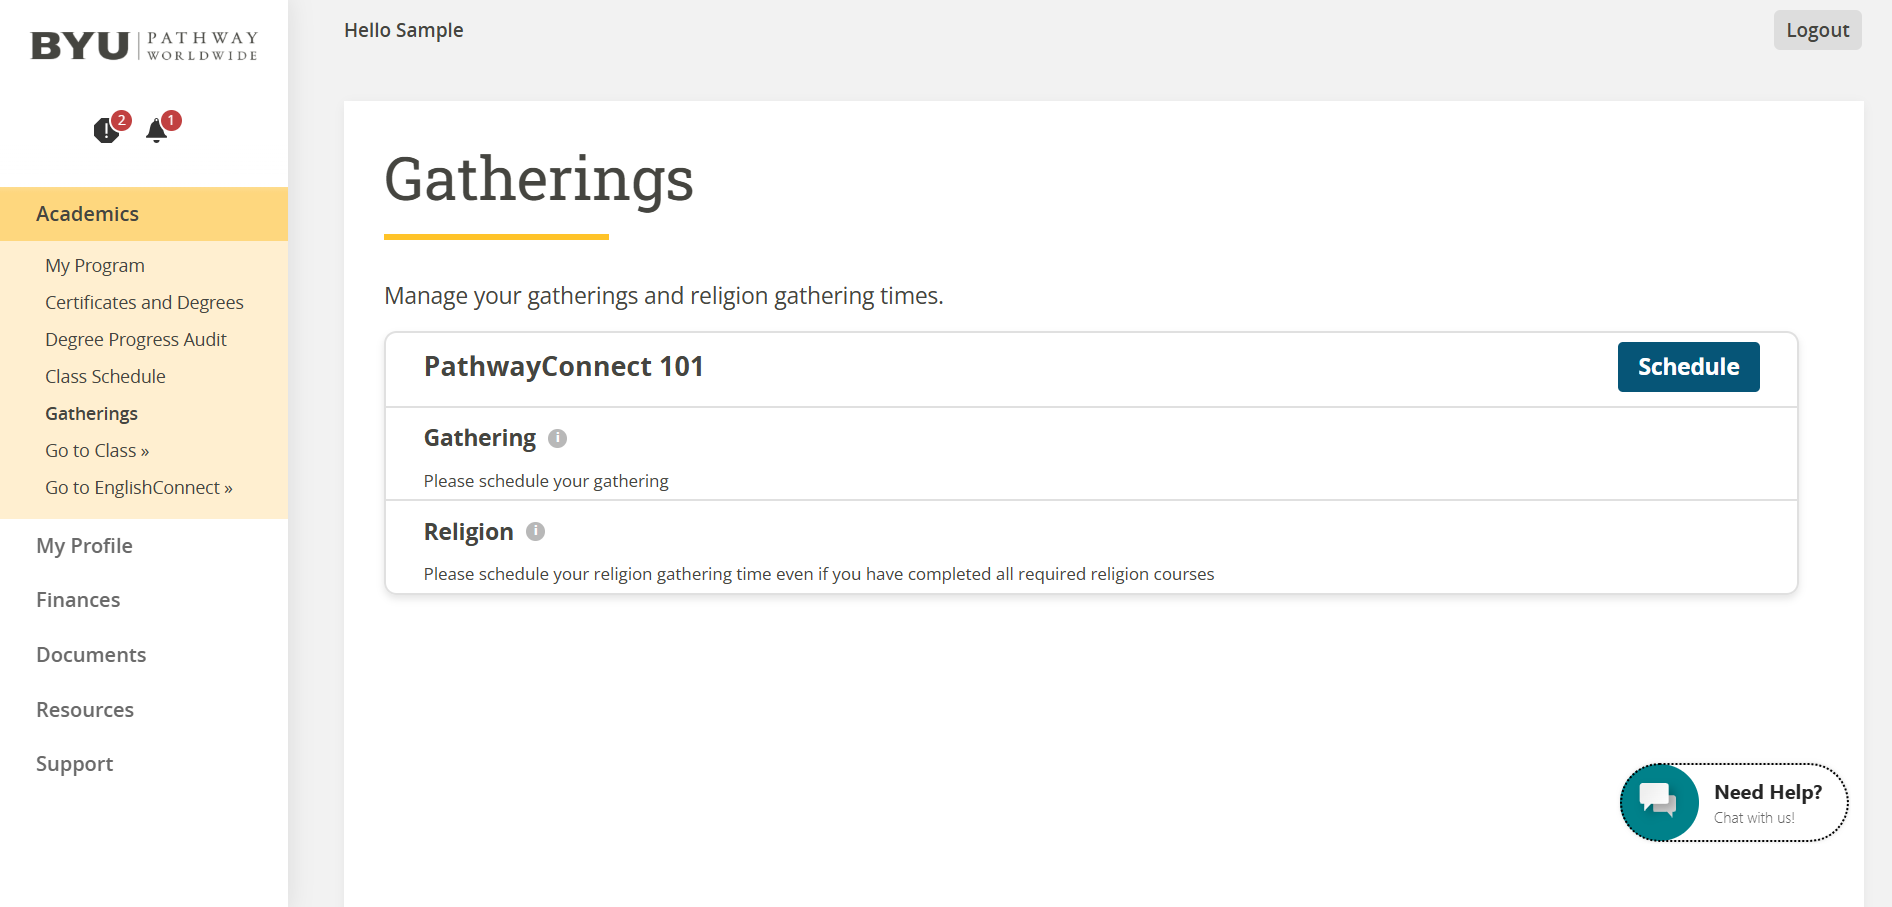 BYU PATHWAY
WORLDWIDE
2
1
Academics
My Program
Certificates and Degrees
Degree Progress Audit
Class Schedule
Gatherings
Go to Class »
Go to EnglishConnect »
My Profile
Finances
Documents
Resources
Support
Hello Sample
Logout
Gatherings
Manage your gatherings and religion gathering times.
PathwayConnect 101
Schedule
Gathering
Please schedule your gathering
Religion
Please schedule your religion gathering time even if you have completed all required religion courses
Need Help?
Chat with us!